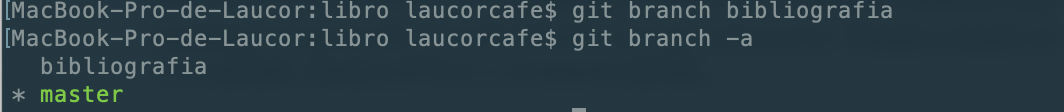 [MacBook-Pro-de-Laucor:libro laucorcafe$ git branch bibliografia
[MacBook-Pro-de-Laucor:libro laucorcafe$ git branch -a
bibliografia
* master